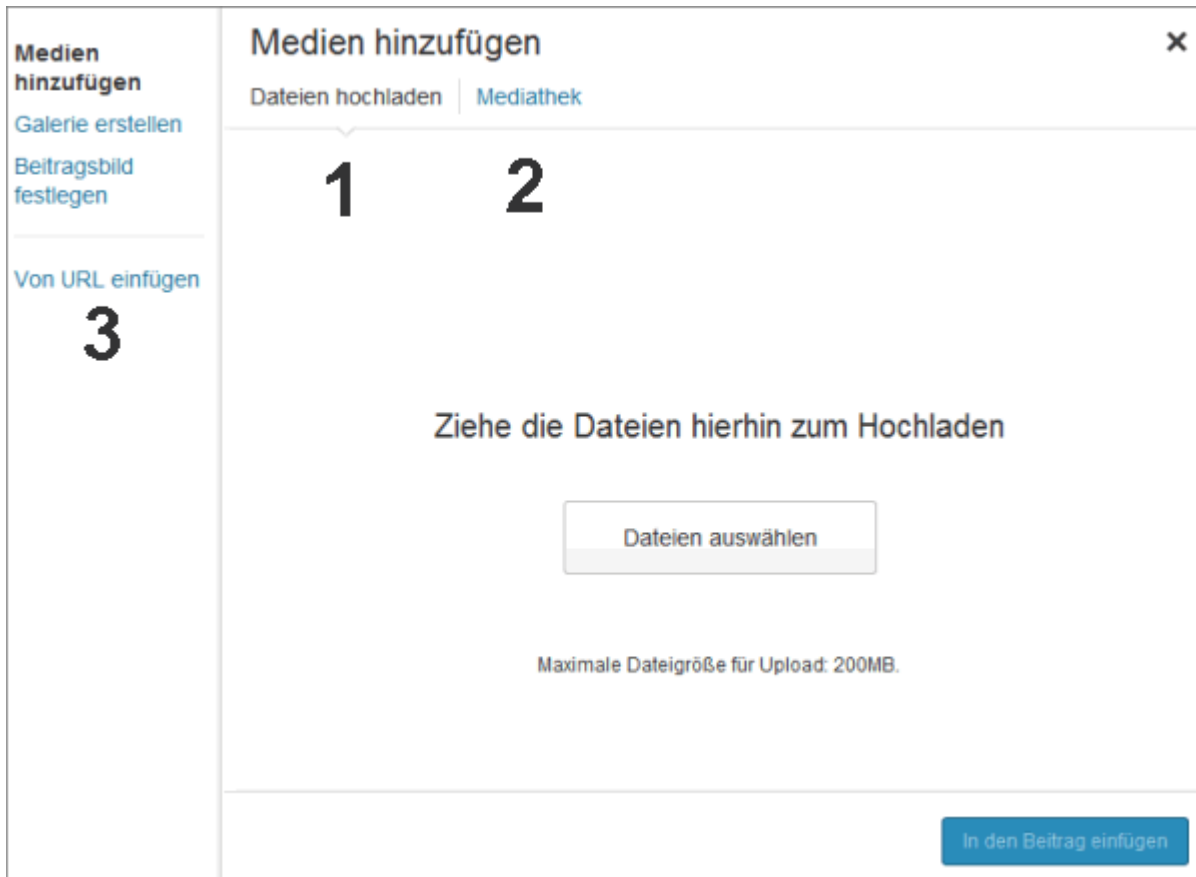 Medien
hinzufügen
Galerie erstellen
Beitragsbild
festlegen
Von URL einfügen
3
Medien hinzufügen
×
Dateien hochladen
Mediathek
1
2
Ziehe die Dateien hierhin zum Hochladen
Dateien auswählen
Maximale Dateigröße für Upload: 200MB.
In den Beitrag einfügen